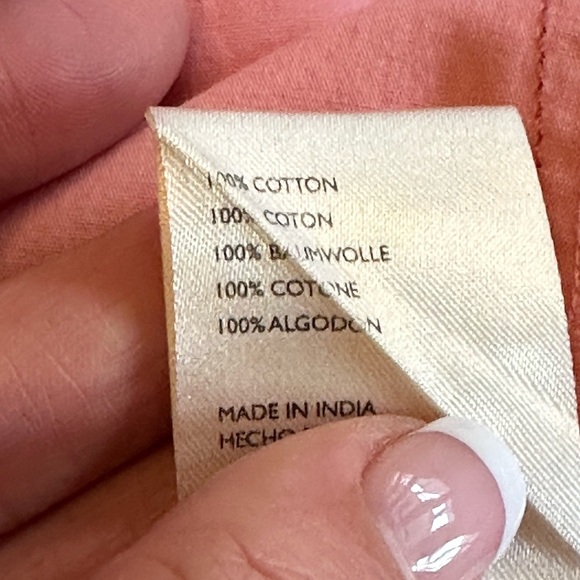 100% COTTON
100% COTON
100% BAUMWOLLE
100% COTONE
100% ALGODON
MADE IN INDIA
HECHO